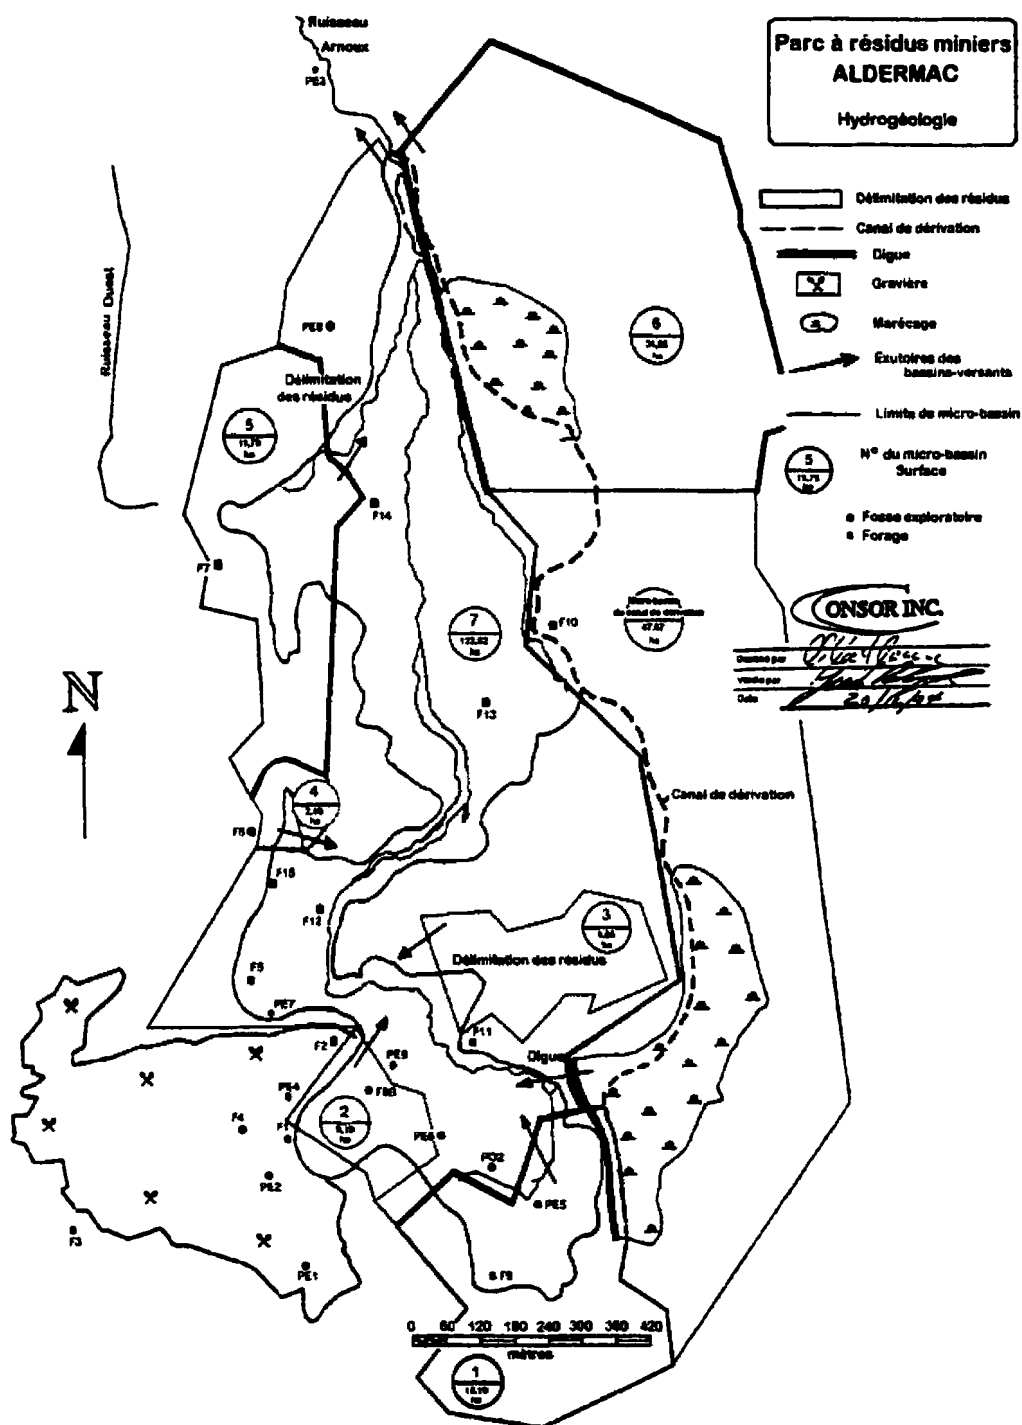 Ruisseau
Arnoux
PE3
Parc à résidus miniers
ALDERMAC
Hydrogéologie
Délimitation des résidus
Canal de dérivation
Digue
Gravière
Marécage
Exutoires des
bassins-versants
Limite de micro-bassin
5
N° du micro-bassin
Surface
Fosse exploratoire
Forage
Ruisseau Ouest
PE8
Délimitation
des résidus
5
6
F14
F7
7
F10
ONSOR INC.
Date
N
F13
4
Canal de dérivation
F15
F12
3
Délimitation des résidus
F5
PE7
F2
F11
PE9
Digue
PE4
F4
F1
2
PE6
PE2
PE5
F3
PE1
F9
0 60 120 180 240 300 360 420
mètres
1